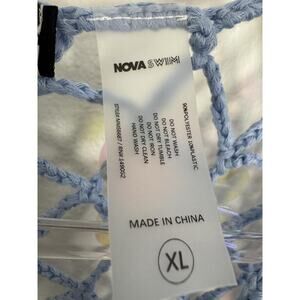 NOVA SWIM
90%POLYESTER 10%PLASTIC
DO NOT WASH
DO NOT BLEACH
DO NOT DRY TUMBLE
DO NOT IRON
DO NOT DRY CLEAN
HAND WASH
MADE IN CHINA
XL